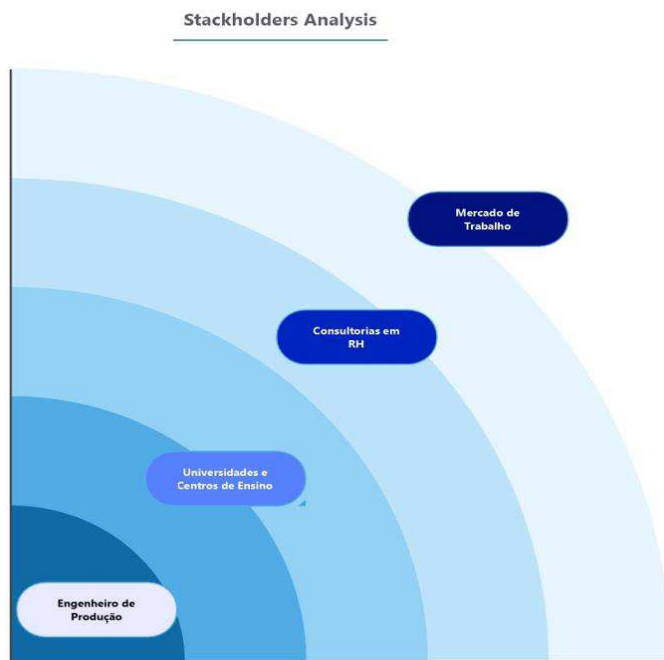 Stackholders Analysis
Mercado de
Trabalho
Consultorias em
RH
Universidades e
Centros de Ensino
Engenheiro de
Produção